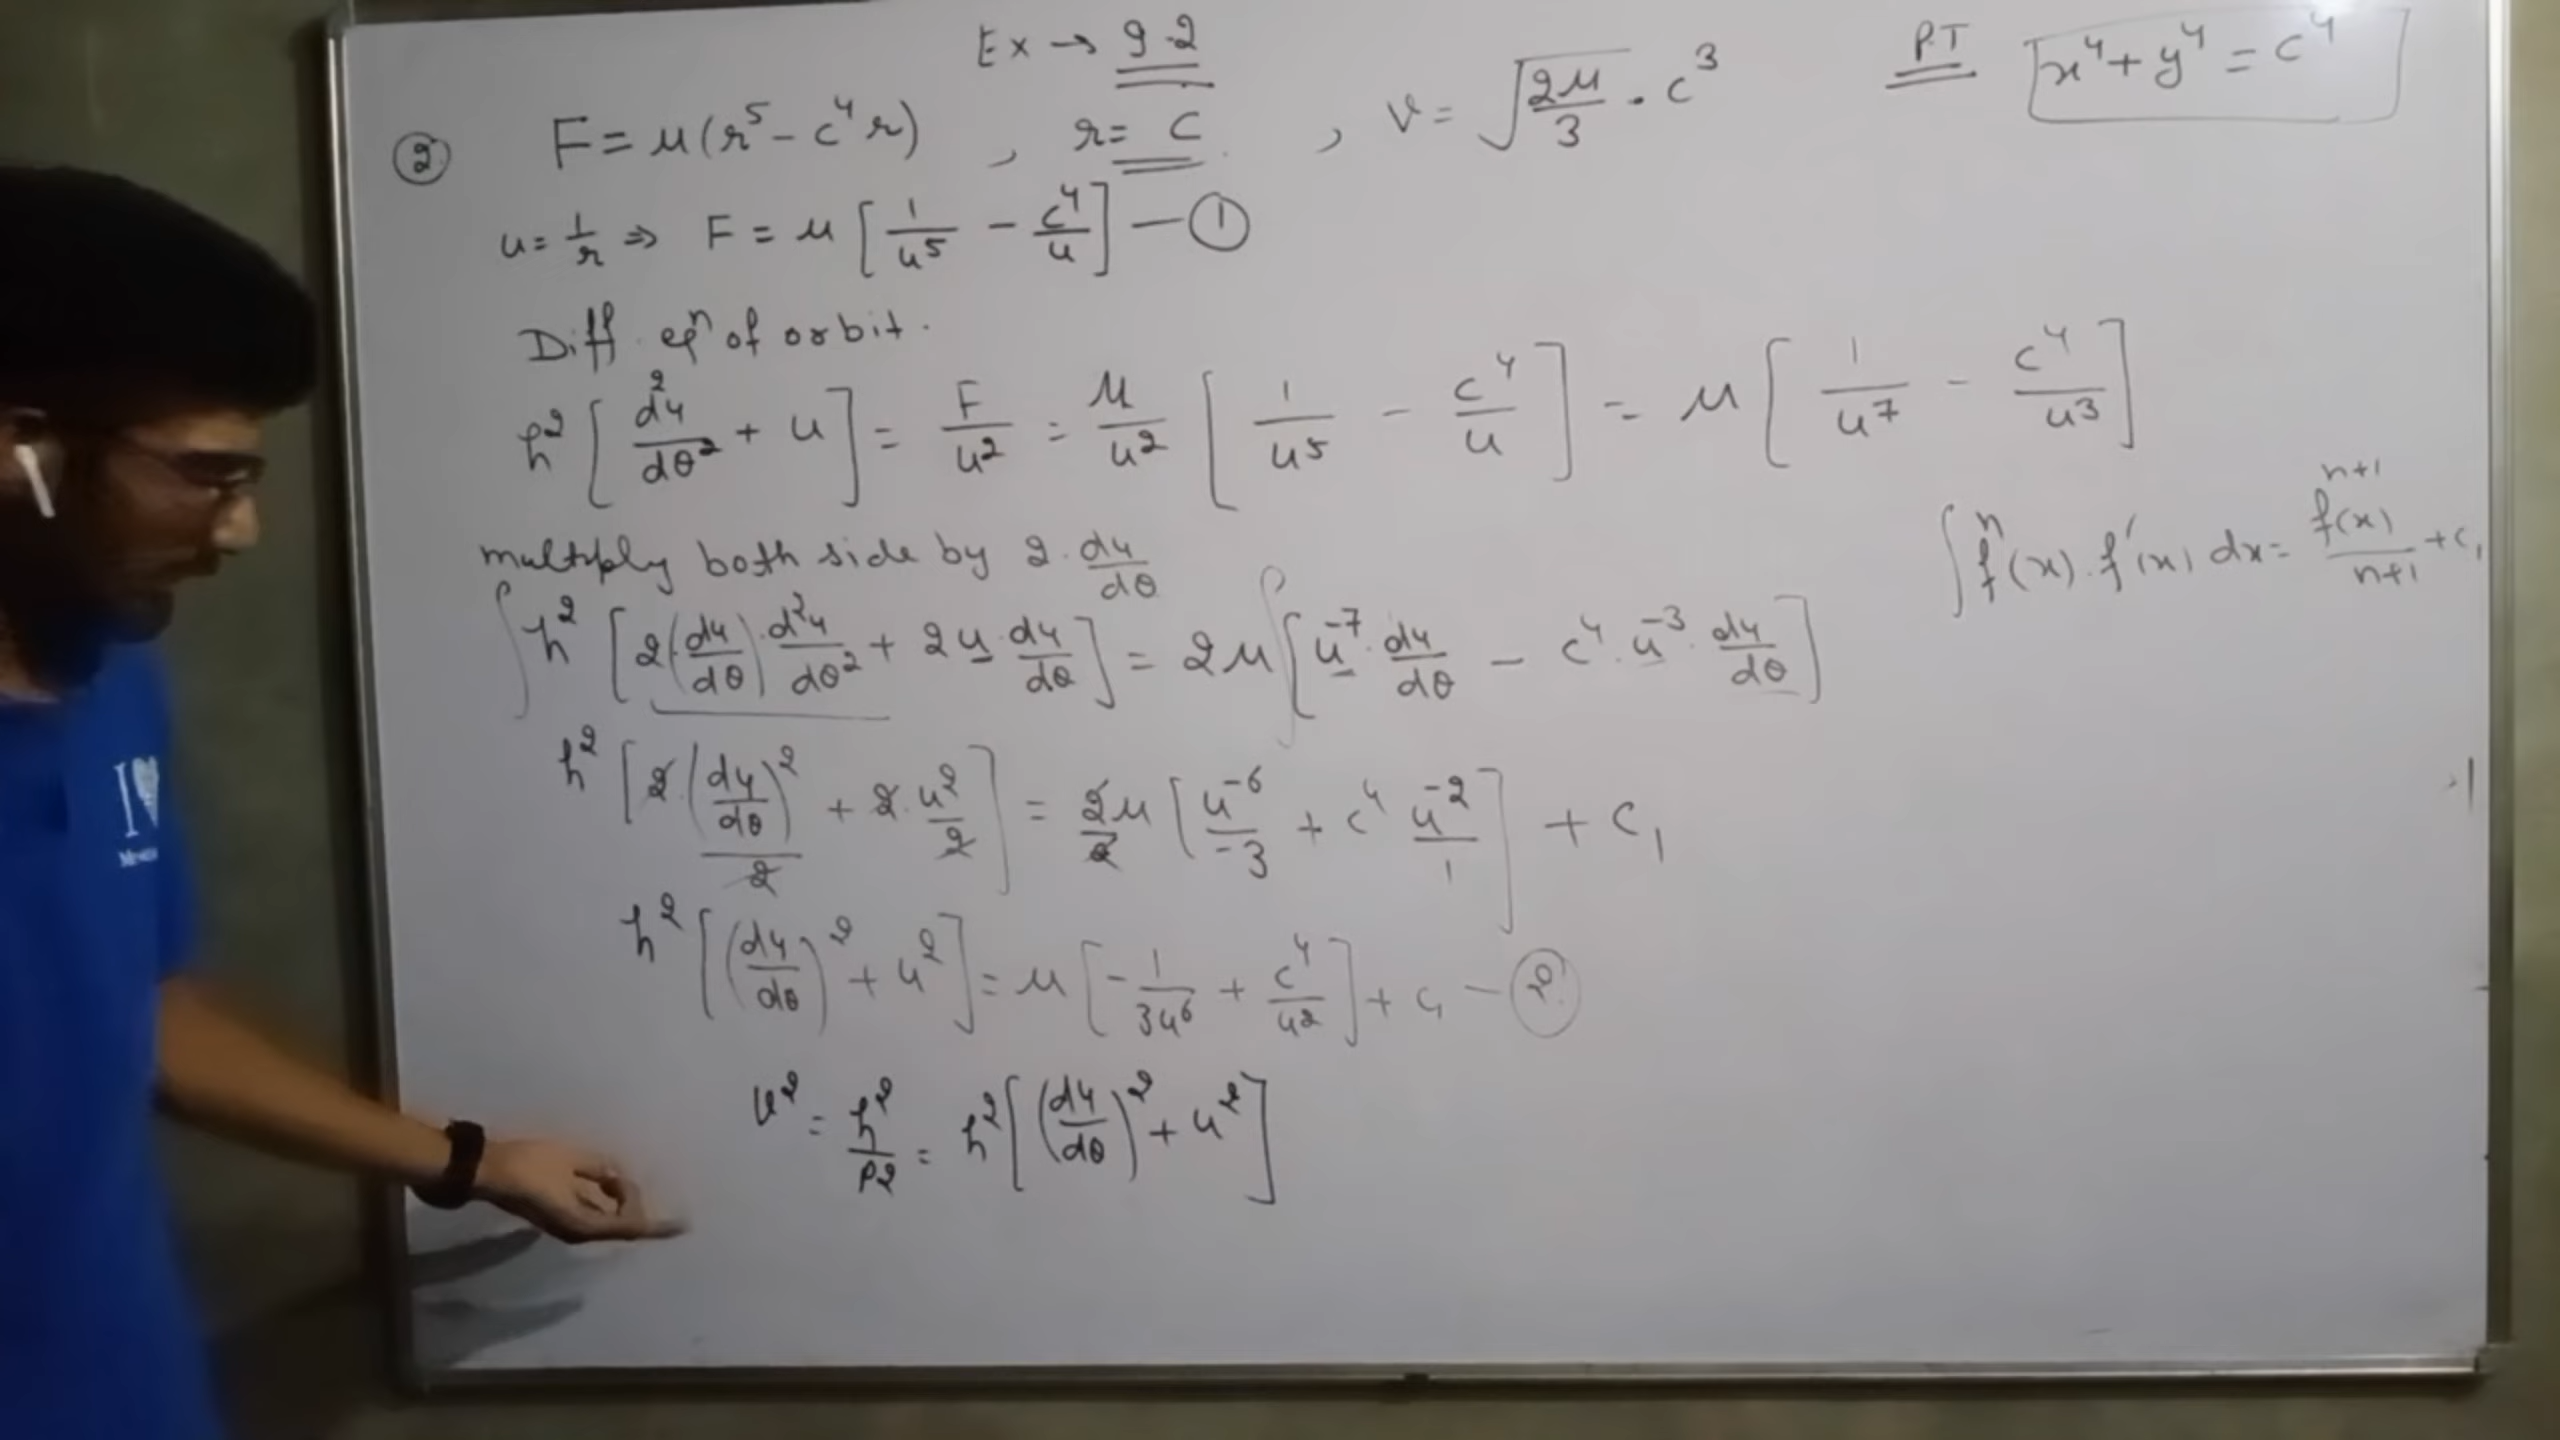 Ex → 9.2
② F = μ(r⁵ - c⁴r) , r = c , v = √(2μ/3) · c³ P.T x⁴ + y⁴ = c⁴
u = 1/r ⇒ F = μ [1/u⁵ - c⁴/u] — ①
Diff. eqⁿ of orbit.
h² [d²u/dθ² + u] = F/u² = μ/u² [1/u⁵ - c⁴/u] = μ [1/u⁷ - c⁴/u³]
multiply both side by 2·du/dθ
∫ fⁿ(x)·f'(x) dx = f(x)ⁿ⁺¹/n+1 + c₁
∫ h² [2(du/dθ)·d²u/dθ² + 2u·du/dθ] = 2μ ∫ [u⁻⁷·du/dθ - c⁴·u⁻³·du/dθ]
h² [2·(du/dθ)²/2 + 2·u²/2] = 2μ/2 [u⁻⁶/-3 + c⁴ u⁻²/1] + c₁
h² [(du/dθ)² + u²] = μ [-1/3u⁶ + c⁴/u²] + c₁ — ②
v² = h²/p² = h² [(du/dθ)² + u²]
I